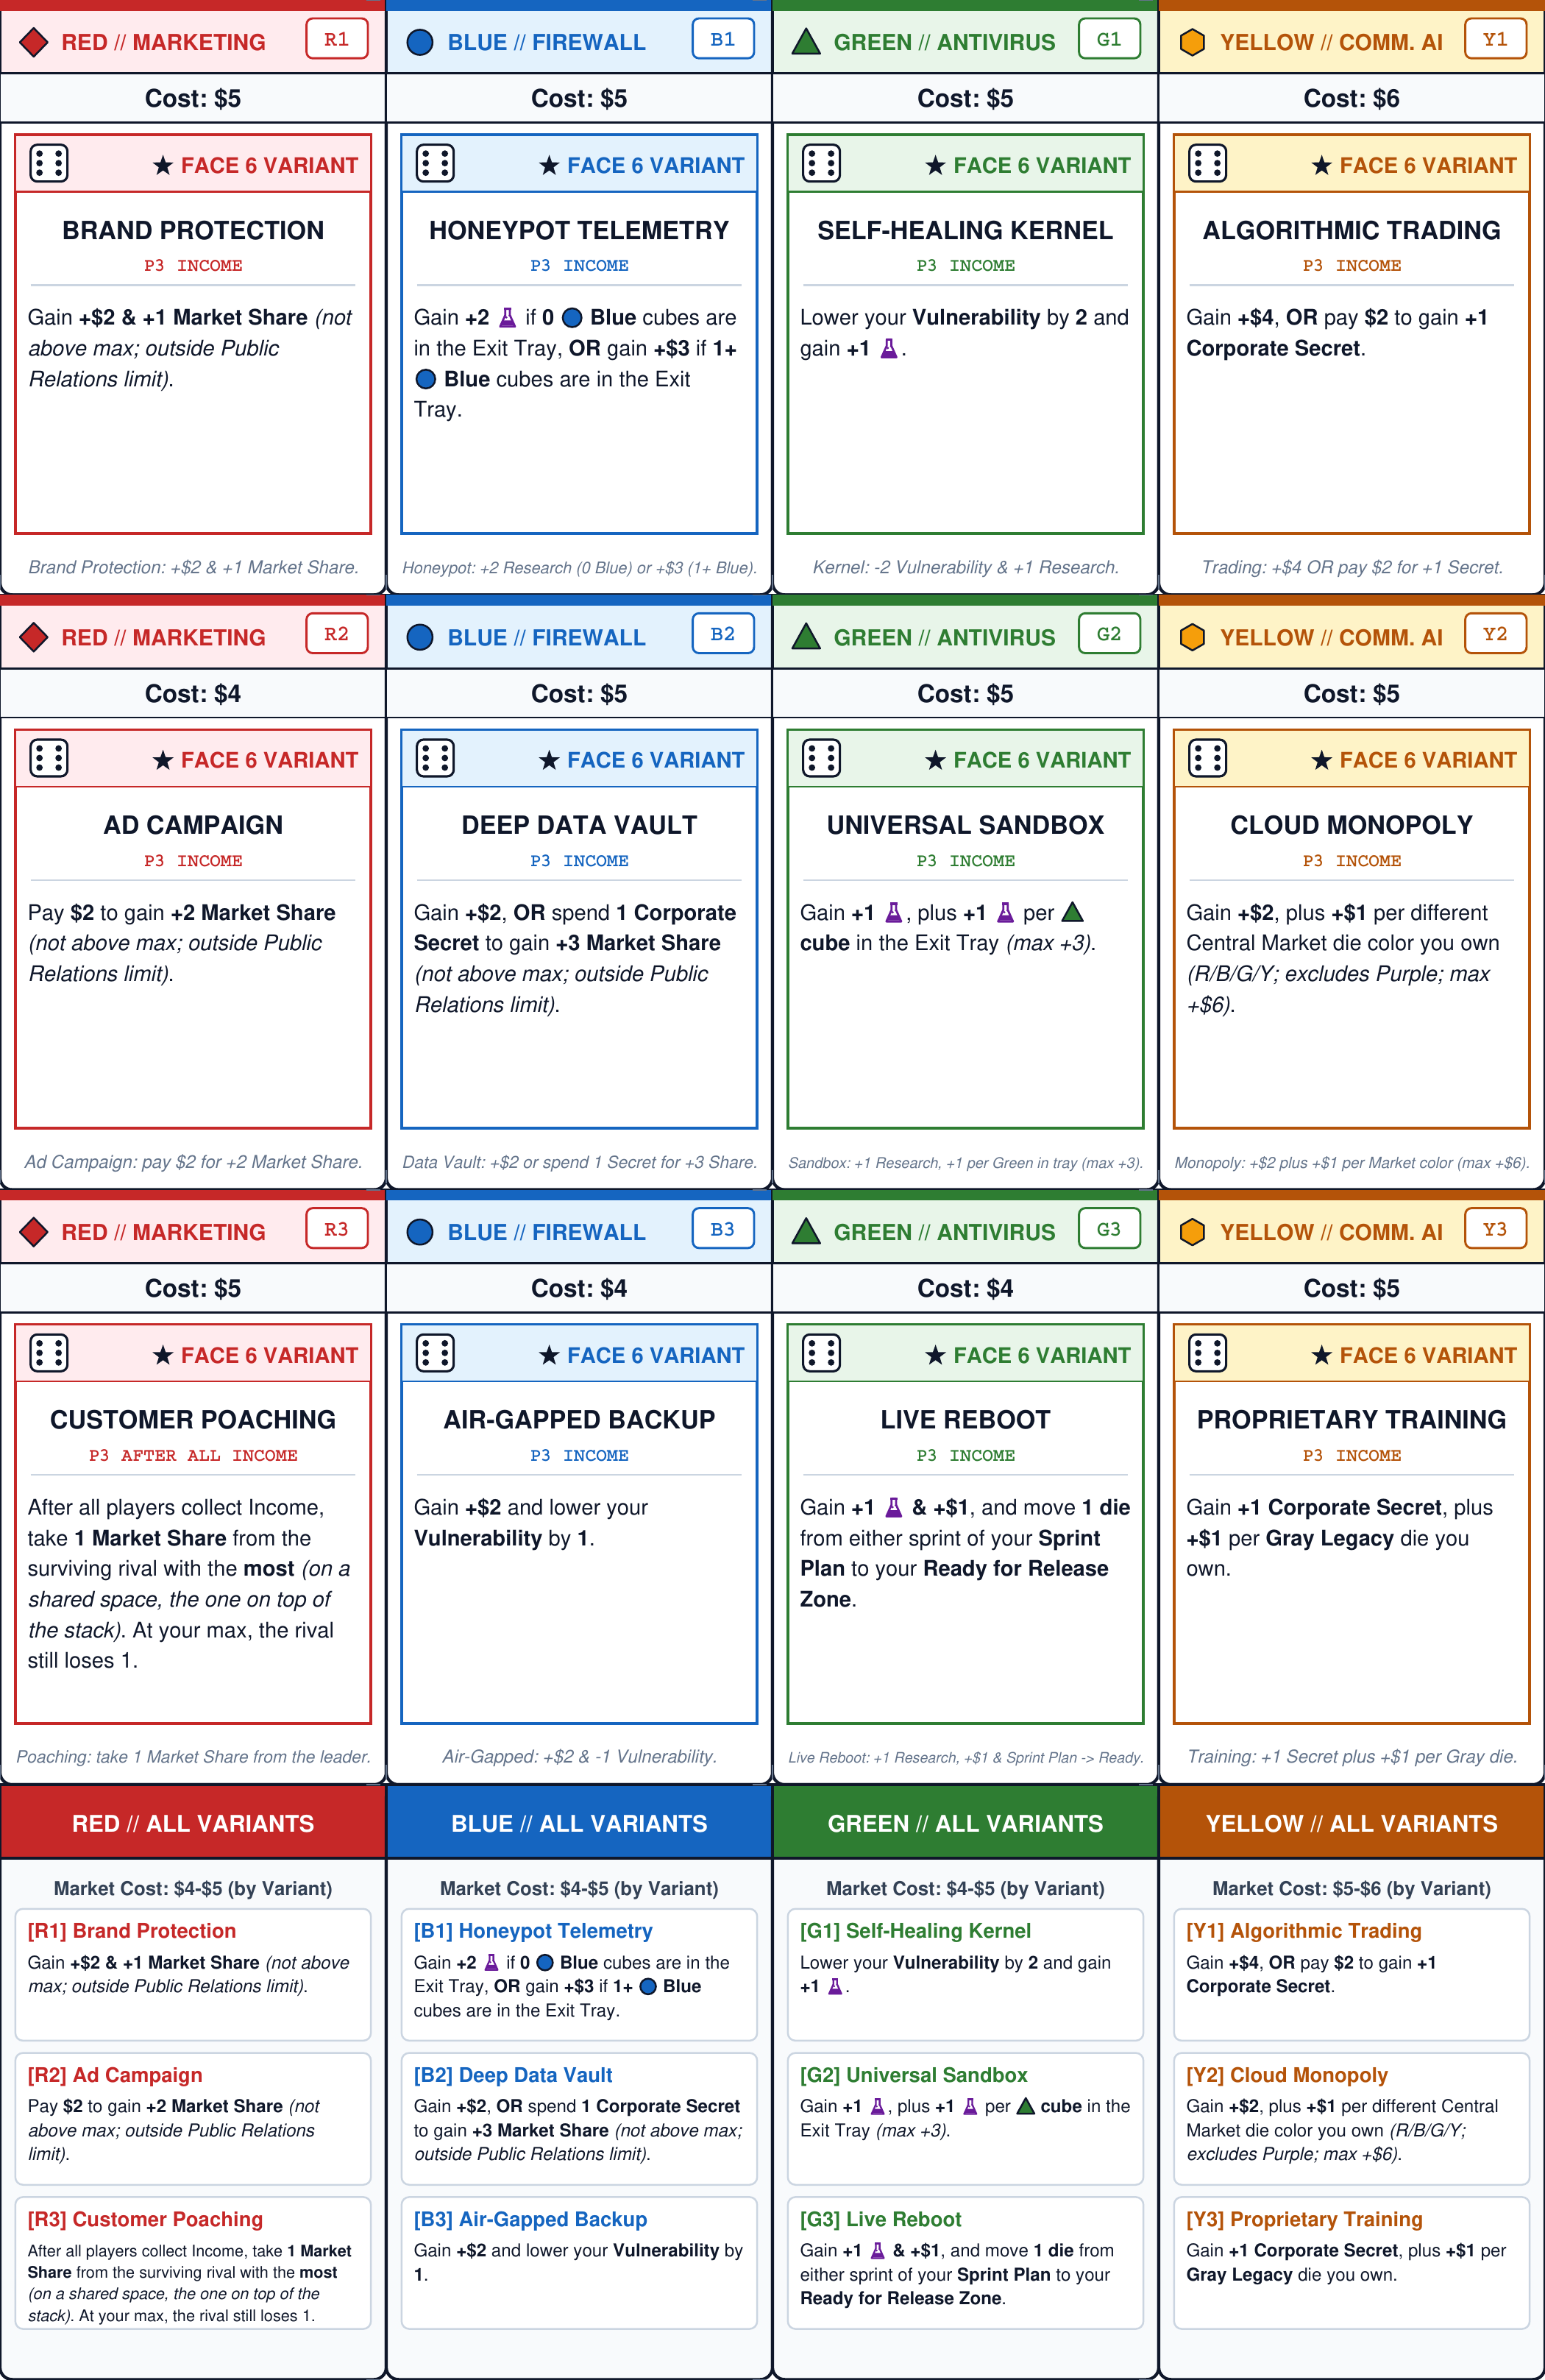 RED // MARKETING R1
Cost: $5
★ FACE 6 VARIANT
BRAND PROTECTION
P3 INCOME
Gain +$2 & +1 Market Share (not
above max; outside Public
Relations limit).
Brand Protection: +$2 & +1 Market Share.
BLUE // FIREWALL B1
Cost: $5
★ FACE 6 VARIANT
HONEYPOT TELEMETRY
P3 INCOME
Gain +2 if 0 Blue cubes are
in the Exit Tray, OR gain +$3 if 1+
Blue cubes are in the Exit
Tray.
Honeypot: +2 Research (0 Blue) or +$3 (1+ Blue).
GREEN // ANTIVIRUS G1
Cost: $5
★ FACE 6 VARIANT
SELF-HEALING KERNEL
P3 INCOME
Lower your Vulnerability by 2 and
gain +1 .
Kernel: -2 Vulnerability & +1 Research.
YELLOW // COMM. AI Y1
Cost: $6
★ FACE 6 VARIANT
ALGORITHMIC TRADING
P3 INCOME
Gain +$4, OR pay $2 to gain +1
Corporate Secret.
Trading: +$4 OR pay $2 for +1 Secret.
RED // MARKETING R2
Cost: $4
★ FACE 6 VARIANT
AD CAMPAIGN
P3 INCOME
Pay $2 to gain +2 Market Share
(not above max; outside Public
Relations limit).
Ad Campaign: pay $2 for +2 Market Share.
BLUE // FIREWALL B2
Cost: $5
★ FACE 6 VARIANT
DEEP DATA VAULT
P3 INCOME
Gain +$2, OR spend 1 Corporate
Secret to gain +3 Market Share
(not above max; outside Public
Relations limit).
Data Vault: +$2 or spend 1 Secret for +3 Share.
GREEN // ANTIVIRUS G2
Cost: $5
★ FACE 6 VARIANT
UNIVERSAL SANDBOX
P3 INCOME
Gain +1 , plus +1 per
cube in the Exit Tray (max +3).
Sandbox: +1 Research, +1 per Green in tray (max +3).
YELLOW // COMM. AI Y2
Cost: $5
★ FACE 6 VARIANT
CLOUD MONOPOLY
P3 INCOME
Gain +$2, plus +$1 per different
Central Market die color you own
(R/B/G/Y; excludes Purple; max
+$6).
Monopoly: +$2 plus +$1 per Market color (max +$6).
RED // MARKETING R3
Cost: $5
★ FACE 6 VARIANT
CUSTOMER POACHING
P3 AFTER ALL INCOME
After all players collect Income,
take 1 Market Share from the
surviving rival with the most (on a
shared space, the one on top of
the stack). At your max, the rival
still loses 1.
Poaching: take 1 Market Share from the leader.
BLUE // FIREWALL B3
Cost: $4
★ FACE 6 VARIANT
AIR-GAPPED BACKUP
P3 INCOME
Gain +$2 and lower your
Vulnerability by 1.
Air-Gapped: +$2 & -1 Vulnerability.
GREEN // ANTIVIRUS G3
Cost: $4
★ FACE 6 VARIANT
LIVE REBOOT
P3 INCOME
Gain +1 & +$1, and move 1 die
from either sprint of your Sprint
Plan to your Ready for Release
Zone.
Live Reboot: +1 Research, +$1 & Sprint Plan -> Ready.
YELLOW // COMM. AI Y3
Cost: $5
★ FACE 6 VARIANT
PROPRIETARY TRAINING
P3 INCOME
Gain +1 Corporate Secret, plus
+$1 per Gray Legacy die you
own.
Training: +1 Secret plus +$1 per Gray die.
RED // ALL VARIANTS
Market Cost: $4-$5 (by Variant)
[R1] Brand Protection
Gain +$2 & +1 Market Share (not above
max; outside Public Relations limit).
[R2] Ad Campaign
Pay $2 to gain +2 Market Share (not
above max; outside Public Relations
limit).
[R3] Customer Poaching
After all players collect Income, take 1 Market
Share from the surviving rival with the most
(on a shared space, the one on top of the
stack). At your max, the rival still loses 1.
BLUE // ALL VARIANTS
Market Cost: $4-$5 (by Variant)
[B1] Honeypot Telemetry
Gain +2 if 0 Blue cubes are in the
Exit Tray, OR gain +$3 if 1+ Blue
cubes are in the Exit Tray.
[B2] Deep Data Vault
Gain +$2, OR spend 1 Corporate Secret
to gain +3 Market Share (not above max;
outside Public Relations limit).
[B3] Air-Gapped Backup
Gain +$2 and lower your Vulnerability by
1.
GREEN // ALL VARIANTS
Market Cost: $4-$5 (by Variant)
[G1] Self-Healing Kernel
Lower your Vulnerability by 2 and gain
+1 .
[G2] Universal Sandbox
Gain +1 , plus +1 per cube in the
Exit Tray (max +3).
[G3] Live Reboot
Gain +1 & +$1, and move 1 die from
either sprint of your Sprint Plan to your
Ready for Release Zone.
YELLOW // ALL VARIANTS
Market Cost: $5-$6 (by Variant)
[Y1] Algorithmic Trading
Gain +$4, OR pay $2 to gain +1
Corporate Secret.
[Y2] Cloud Monopoly
Gain +$2, plus +$1 per different Central
Market die color you own (R/B/G/Y;
excludes Purple; max +$6).
[Y3] Proprietary Training
Gain +1 Corporate Secret, plus +$1 per
Gray Legacy die you own.